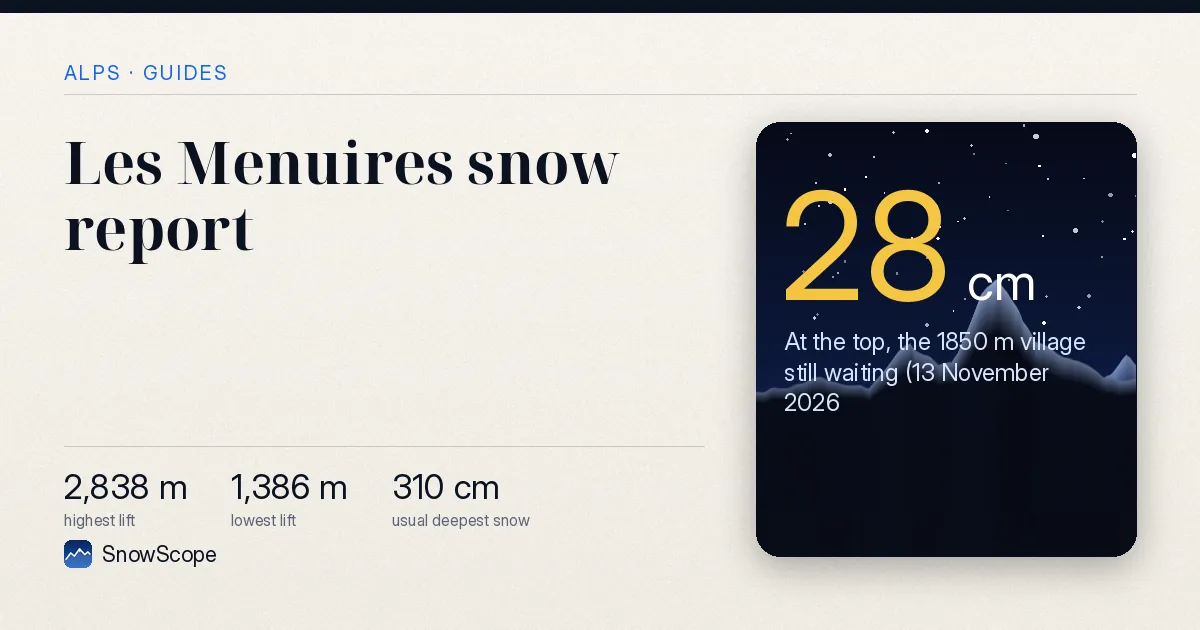 ALPS · GUIDES
Les Menuires snow
report
28 cm
At the top, the 1850 m village
still waiting (13 November
2026
2,838 m
highest lift
1,386 m
lowest lift
310 cm
usual deepest snow
SnowScope